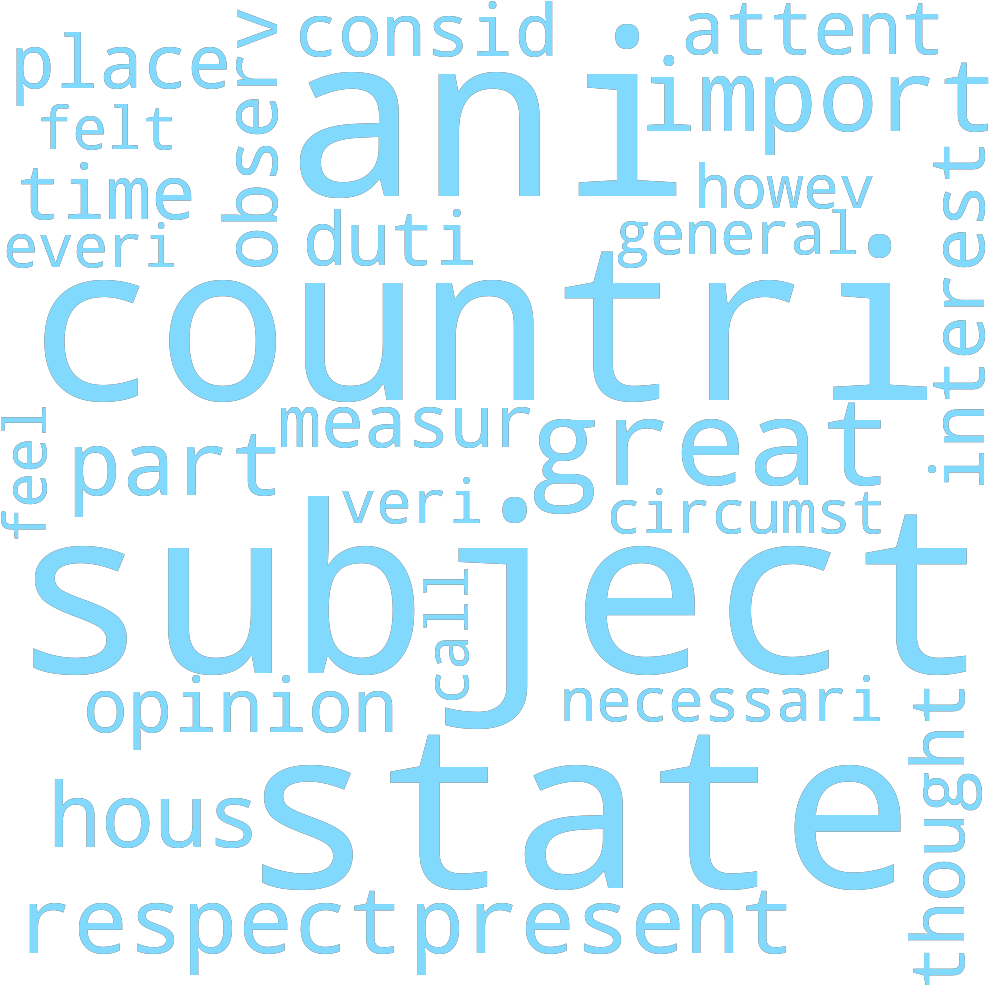 place
consid
attent
observ
ani
import
felt
time
howev
interest
everi
duti
general
countri
feel
measur
great
part
veri
circumst
subject
call
opinion
necessari
thought
state
hous
respect
present